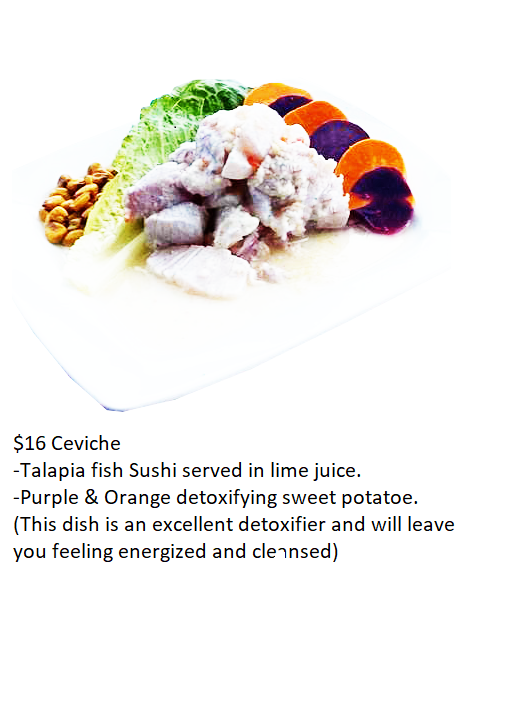 $16 Ceviche
-Talapia fish Sushi served in lime juice.
-Purple & Orange detoxifying sweet potatoe.
(This dish is an excellent detoxifier and will leave
you feeling energized and cleansed)